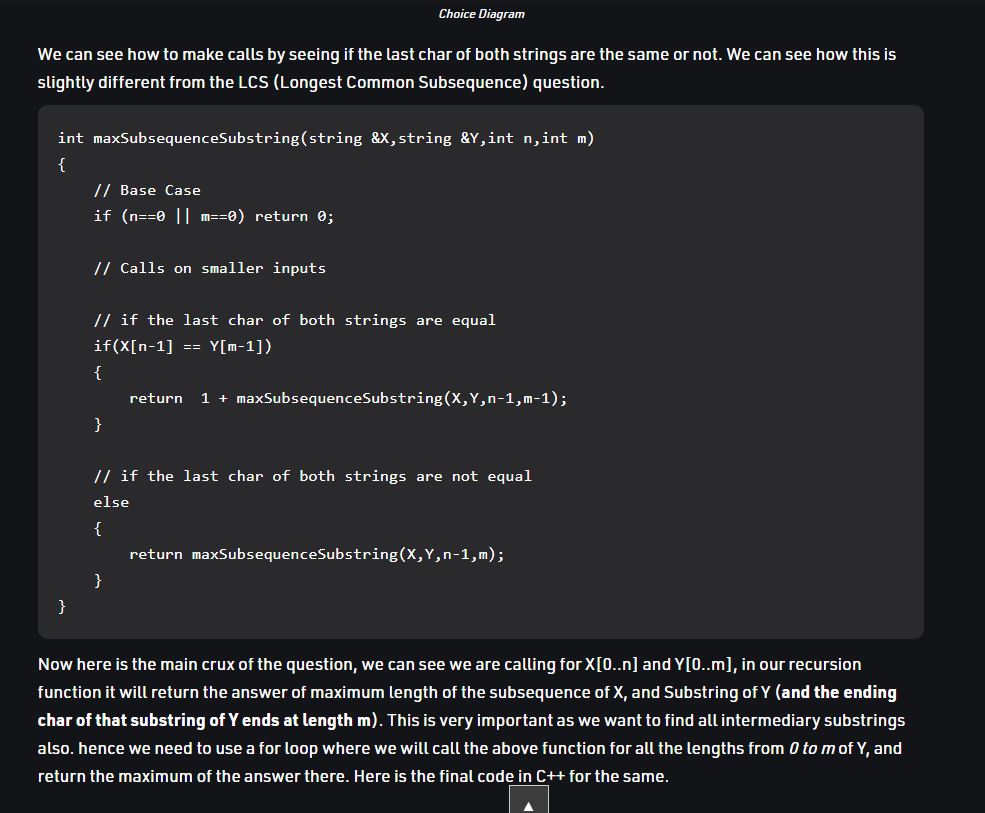 Choice Diagram
We can see how to make calls by seeing if the last char of both strings are the same or not. We can see how this is
slightly different from the LCS (Longest Common Subsequence) question.
int maxSubsequenceSubstring(string &X,string &Y,int n,int m)
{
    // Base Case
    if (n==0 || m==0) return 0;

    // Calls on smaller inputs

    // if the last char of both strings are equal
    if(X[n-1] == Y[m-1])
    {
        return  1 + maxSubsequenceSubstring(X,Y,n-1,m-1);
    }

    // if the last char of both strings are not equal
    else
    {
        return maxSubsequenceSubstring(X,Y,n-1,m);
    }
}
Now here is the main crux of the question, we can see we are calling for X[0..n] and Y[0..m], in our recursion
function it will return the answer of maximum length of the subsequence of X, and Substring of Y (and the ending
char of that substring of Y ends at length m). This is very important as we want to find all intermediary substrings
also. hence we need to use a for loop where we will call the above function for all the lengths from 0 to m of Y, and
return the maximum of the answer there. Here is the final code in C++ for the same.